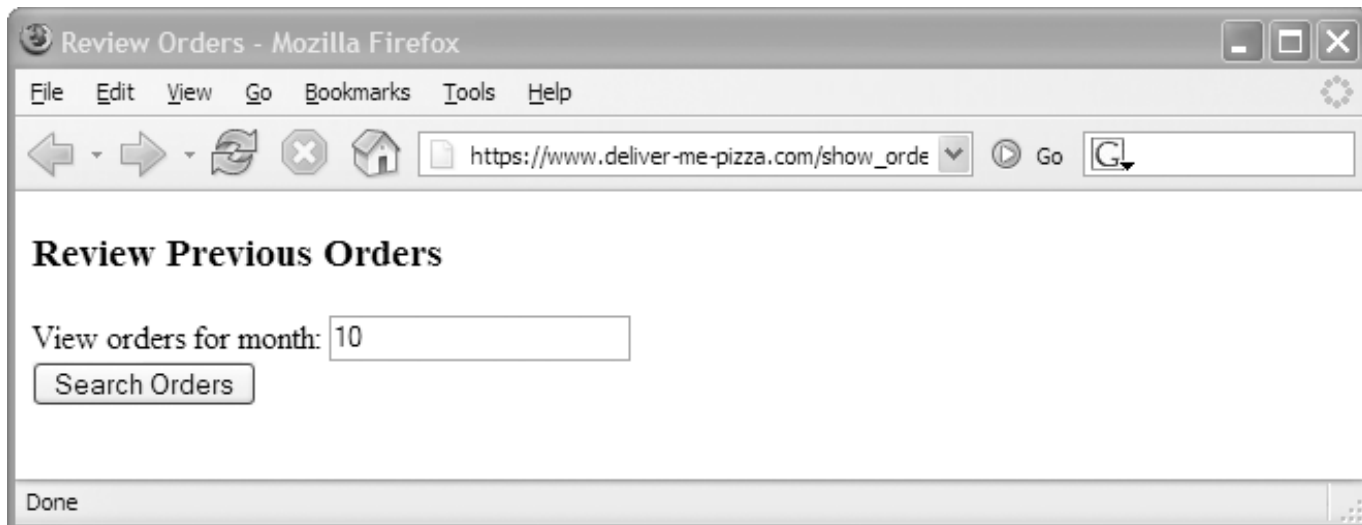 Review Orders - Mozilla Firefox
File Edit View Go Bookmarks Tools Help
https://www.deliver-me-pizza.com/show_orde Go G
Review Previous Orders
View orders for month: 10
Search Orders
Done